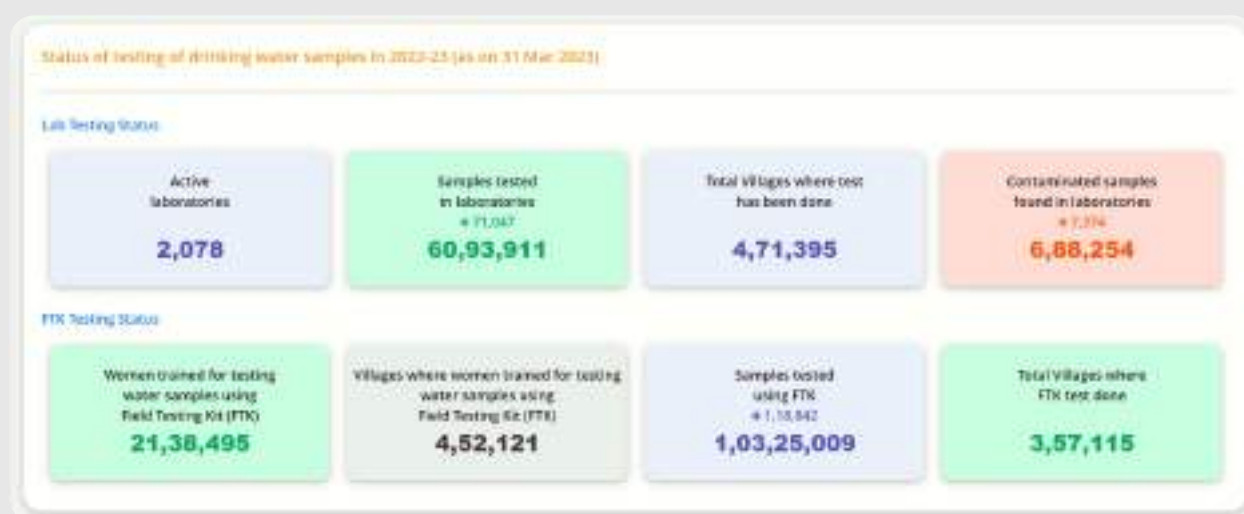 Status of testing of drinking water samples in 2022-23 (as on 31 Mar 2023)
Lab Testing Status
Active
laboratories
2,078
Samples tested
in laboratories
+ 71,047
60,93,911
Total Villages where test
has been done
4,71,395
Contaminated samples
found in laboratories
6,88,254
FTK Testing Status
Women trained for testing
water samples using
Field Testing Kit (FTK)
21,38,495
Villages where women trained for testing
water samples using
Field Testing Kit (FTK)
4,52,121
Samples tested
using FTK
+ 1,18,842
1,03,25,009
Total Villages where
FTK test done
3,57,115